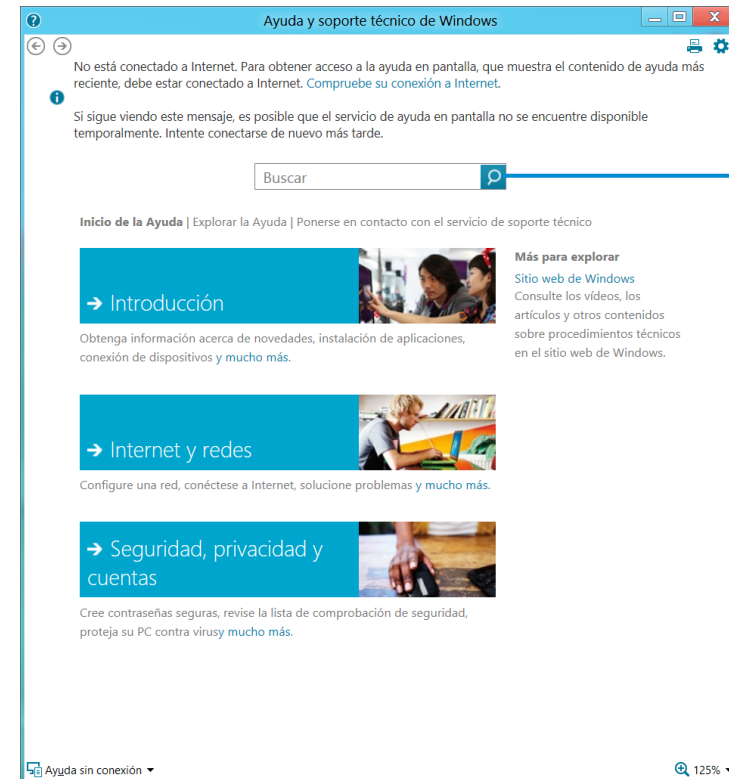 Ayuda y soporte técnico de Windows
No está conectado a Internet. Para obtener acceso a la ayuda en pantalla, que muestra el contenido de ayuda más
reciente, debe estar conectado a Internet. Compruebe su conexión a Internet.
Si sigue viendo este mensaje, es posible que el servicio de ayuda en pantalla no se encuentre disponible
temporalmente. Intente conectarse de nuevo más tarde.
Buscar
Inicio de la Ayuda | Explorar la Ayuda | Ponerse en contacto con el servicio de soporte técnico
Introducción
Obtenga información acerca de novedades, instalación de aplicaciones,
conexión de dispositivos y mucho más.
Internet y redes
Configure una red, conéctese a Internet, solucione problemas y mucho más.
Seguridad, privacidad y
cuentas
Cree contraseñas seguras, revise la lista de comprobación de seguridad,
proteja su PC contra virusy mucho más.
Más para explorar
Sitio web de Windows
Consulte los vídeos, los
artículos y otros contenidos
sobre procedimientos técnicos
en el sitio web de Windows.
Ayuda sin conexión
125%